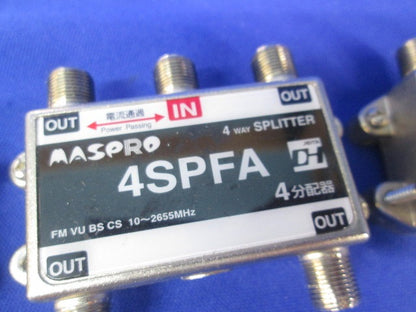 電流通過
IN
OUT
Power Passing
OUT
4 WAY SPLITTER
MASPRO
DH
4SPFA
4分配器
FM VU BS CS 10～2655MHz
OUT
OUT